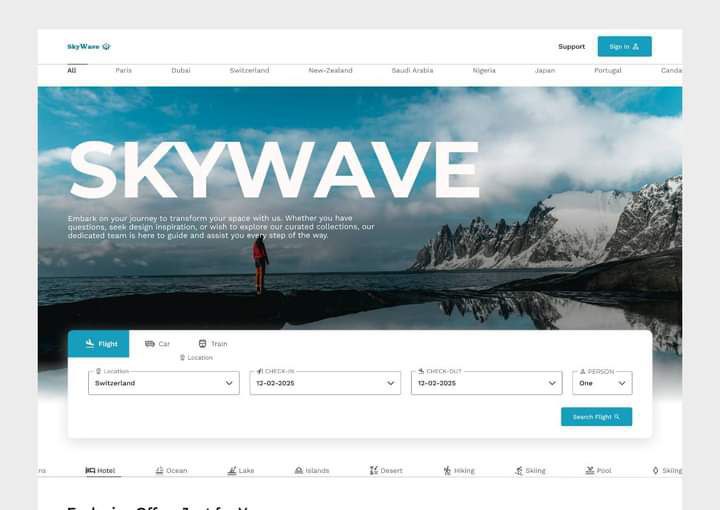 SkyWave
Support
Sign in
All Paris Dubai Switzerland New-Zealand Saudi Arabia Nigeria Japan Portugal Canda
SKYWAVE
Embark on your journey to transform your space with us. Whether you have
questions, seek design inspiration, or wish to explore our curated collections, our
dedicated team is here to guide and assist you every step of the way.
Flight Car Train
Location
Location CHECK-IN CHECK-OUT PERSON
Switzerland 12-02-2025 12-02-2025 One
Search Flight
ns Hotel Ocean Lake Islands Desert Hiking Skiing Pool Skiing